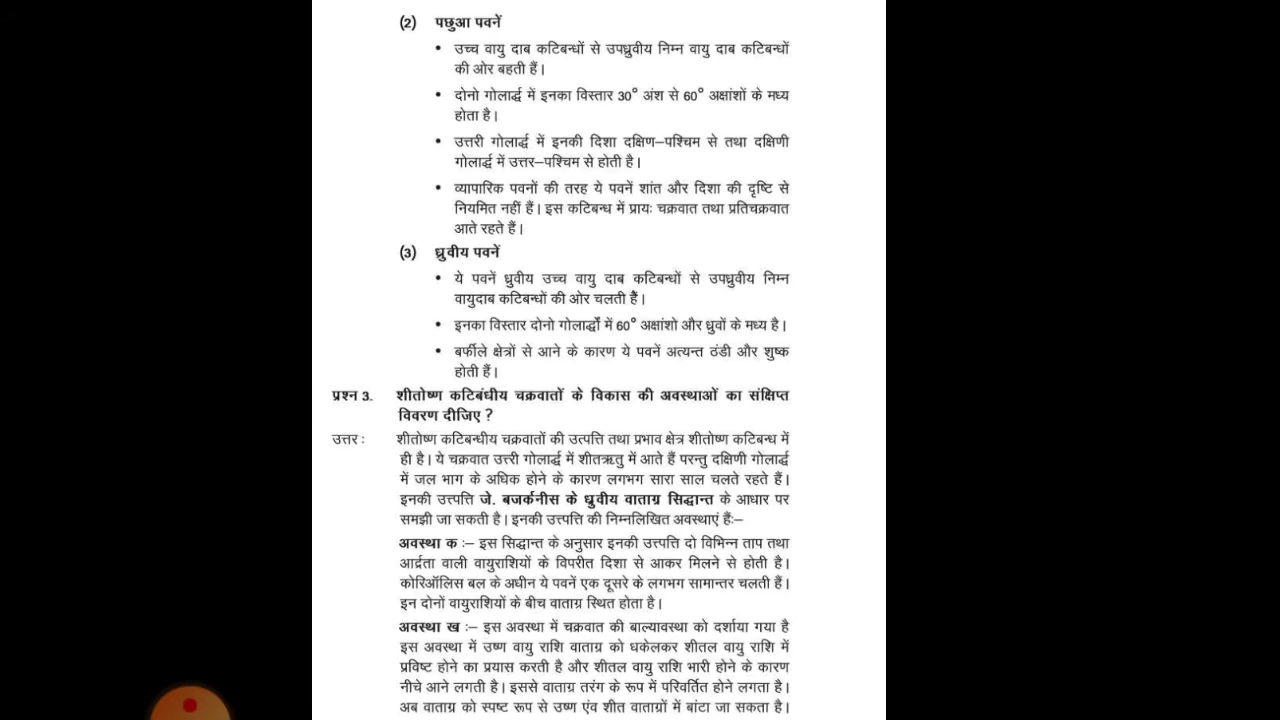 (2) पछुआ पवनें
• उच्च वायु दाब कटिबन्धों से उपध्रुवीय निम्न वायु दाब कटिबन्धों
की ओर बहती हैं।
• दोनो गोलार्द्ध में इनका विस्तार 30° अंश से 60° अक्षांशों के मध्य
होता है।
• उत्तरी गोलार्द्ध में इनकी दिशा दक्षिण–पश्चिम से तथा दक्षिणी
गोलार्द्ध में उत्तर–पश्चिम से होती है।
• व्यापारिक पवनों की तरह ये पवनें शांत और दिशा की दृष्टि से
नियमित नहीं हैं। इस कटिबन्ध में प्रायः चक्रवात तथा प्रतिचक्रवात
आते रहते हैं।
(3) ध्रुवीय पवनें
• ये पवनें ध्रुवीय उच्च वायु दाब कटिबन्धों से उपध्रुवीय निम्न
वायुदाब कटिबन्धों की ओर चलती हैं।
• इनका विस्तार दोनो गोलार्द्धों में 60° अक्षांशो और ध्रुवों के मध्य है।
• बर्फीले क्षेत्रों से आने के कारण ये पवनें अत्यन्त ठंडी और शुष्क
होती हैं।
प्रश्न 3. शीतोष्ण कटिबंधीय चक्रवातों के विकास की अवस्थाओं का संक्षिप्त
विवरण दीजिए ?
उत्तर : शीतोष्ण कटिबन्धीय चक्रवातों की उत्पत्ति तथा प्रभाव क्षेत्र शीतोष्ण कटिबन्ध में
ही है। ये चक्रवात उत्त्री गोलार्द्ध में शीतऋतु में आते हैं परन्तु दक्षिणी गोलार्द्ध
में जल भाग के अधिक होने के कारण लगभग सारा साल चलते रहते हैं।
इनकी उत्त्पत्ति जे. बजर्कनीस के ध्रुवीय वाताग्र सिद्धान्त के आधार पर
समझी जा सकती है। इनकी उत्त्पत्ति की निम्नलिखित अवस्थाएं हैं:–
अवस्था क :– इस सिद्धान्त के अनुसार इनकी उत्त्पत्ति दो विभिन्न ताप तथा
आर्द्रता वाली वायुराशियों के विपरीत दिशा से आकर मिलने से होती है।
कोरिऑलिस बल के अधीन ये पवनें एक दूसरे के लगभग सामान्तर चलती हैं।
इन दोनों वायुराशियों के बीच वाताग्र स्थित होता है।
अवस्था ख :– इस अवस्था में चक्रवात की बाल्यावस्था को दर्शाया गया है
इस अवस्था में उष्ण वायु राशि वाताग्र को धकेलकर शीतल वायु राशि में
प्रविष्ट होने का प्रयास करती है और शीतल वायु राशि भारी होने के कारण
नीचे आने लगती है। इससे वाताग्र तरंग के रूप में परिवर्तित होने लगता है।
अब वाताग्र को स्पष्ट रूप से उष्ण एंव शीत वाताग्रों में बांटा जा सकता है।